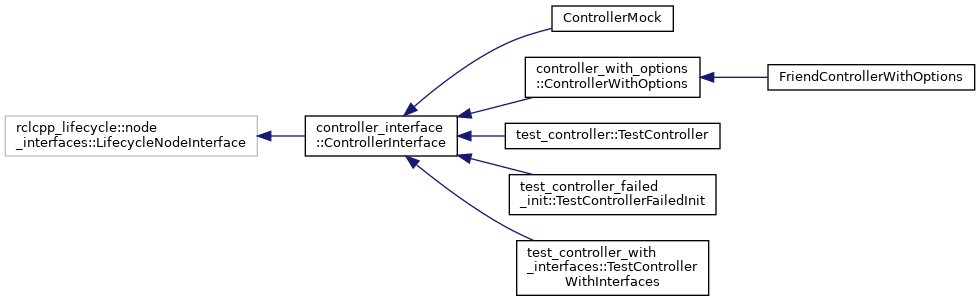 ControllerMock
controller_with_options
::ControllerWithOptions
FriendControllerWithOptions
rclcpp_lifecycle::node
_interfaces::LifecycleNodeInterface
controller_interface
::ControllerInterface
test_controller::TestController
test_controller_failed
_init::TestControllerFailedInit
test_controller_with
_interfaces::TestController
WithInterfaces